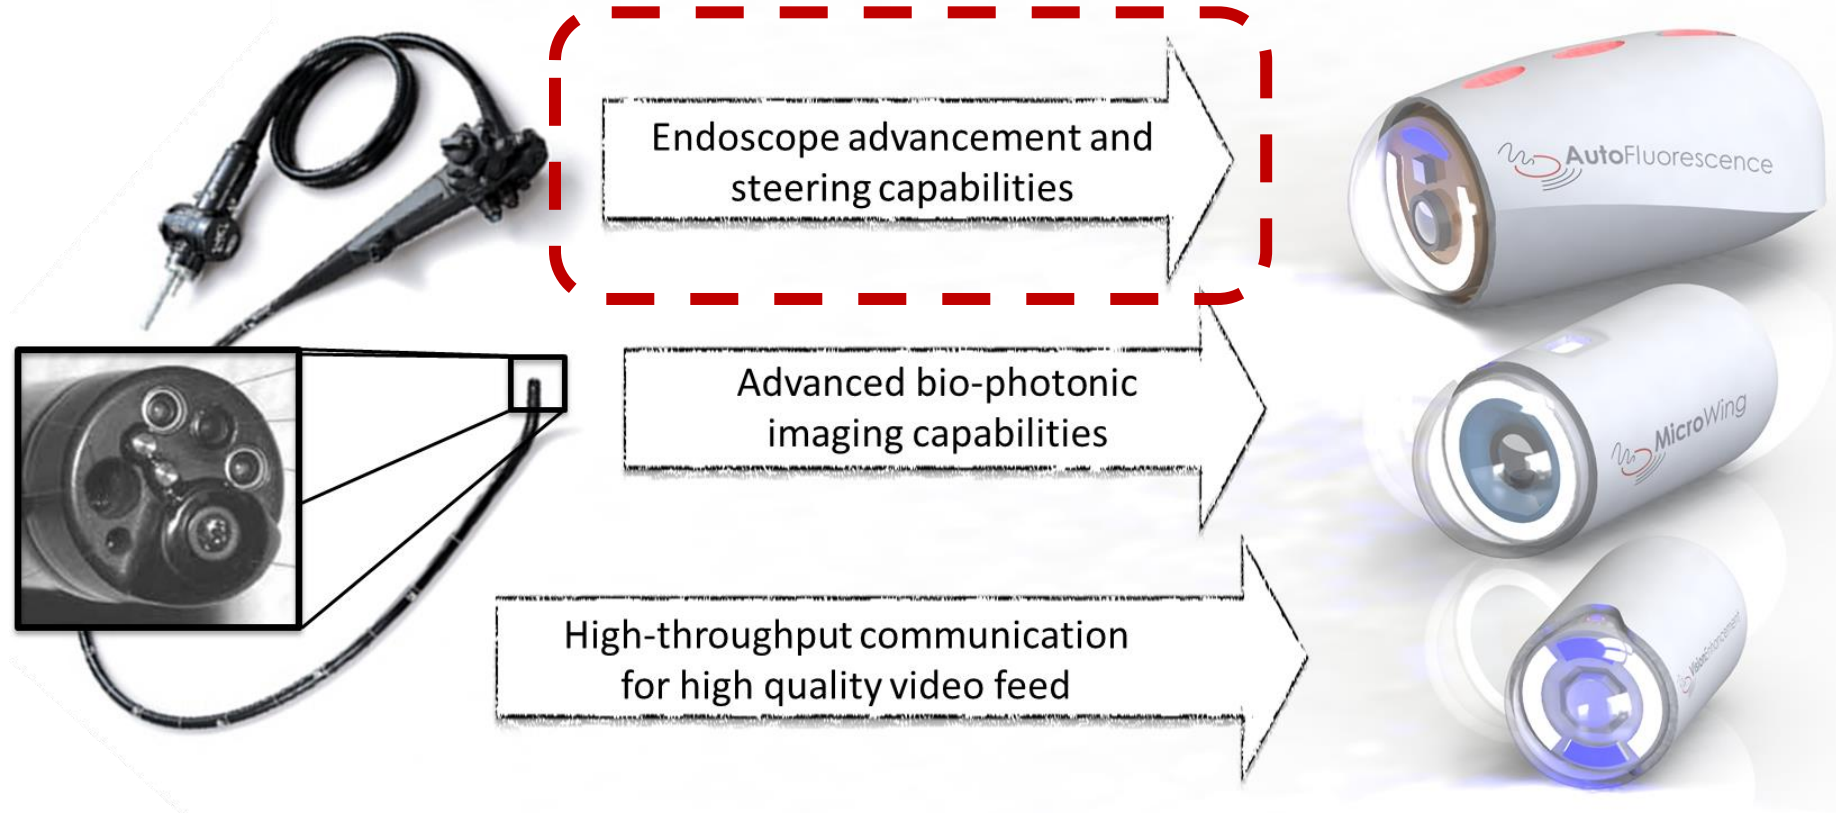 Endoscope advancement and
steering capabilities
AutoFluorescence
Advanced bio-photonic
imaging capabilities
MicroWing
High-throughput communication
for high quality video feed
VisionEnhancement